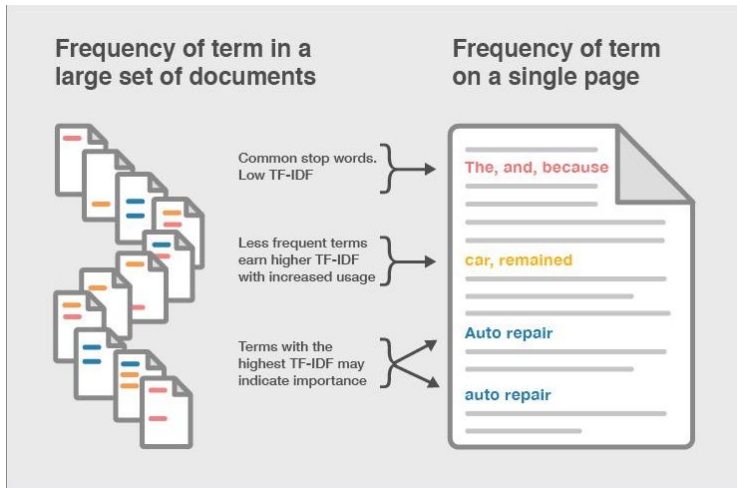 Frequency of term in a
large set of documents
Frequency of term
on a single page
Common stop words.
Low TF-IDF
The, and, because
Less frequent terms
earn higher TF-IDF
with increased usage
car, remained
Terms with the
highest TF-IDF may
indicate importance
Auto repair
auto repair